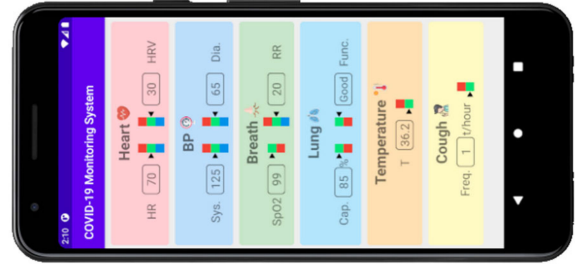 2:10
COVID-19 Monitoring System
Heart
HR 70 30 HRV
BP
Sys. 125 65 Dia.
Breath
SpO2 99 20 RR
Lung
Cap. 85 % Good Func.
Temperature
T 36.2
Cough
Freq. 1 t/hour